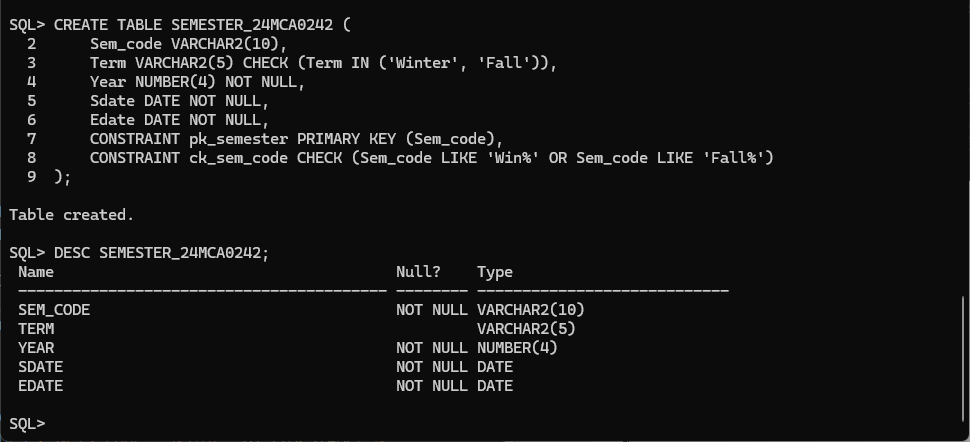 SQL> CREATE TABLE SEMESTER_24MCA0242 (
  2      Sem_code VARCHAR2(10),
  3      Term VARCHAR2(5) CHECK (Term IN ('Winter', 'Fall')),
  4      Year NUMBER(4) NOT NULL,
  5      Sdate DATE NOT NULL,
  6      Edate DATE NOT NULL,
  7      CONSTRAINT pk_semester PRIMARY KEY (Sem_code),
  8      CONSTRAINT ck_sem_code CHECK (Sem_code LIKE 'Win%' OR Sem_code LIKE 'Fall%')
  9  );
Table created.
SQL> DESC SEMESTER_24MCA0242;
 Name                                      Null?    Type
 ----------------------------------------- -------- ----------------------------
 SEM_CODE                                  NOT NULL VARCHAR2(10)
 TERM                                               VARCHAR2(5)
 YEAR                                      NOT NULL NUMBER(4)
 SDATE                                     NOT NULL DATE
 EDATE                                     NOT NULL DATE
SQL>